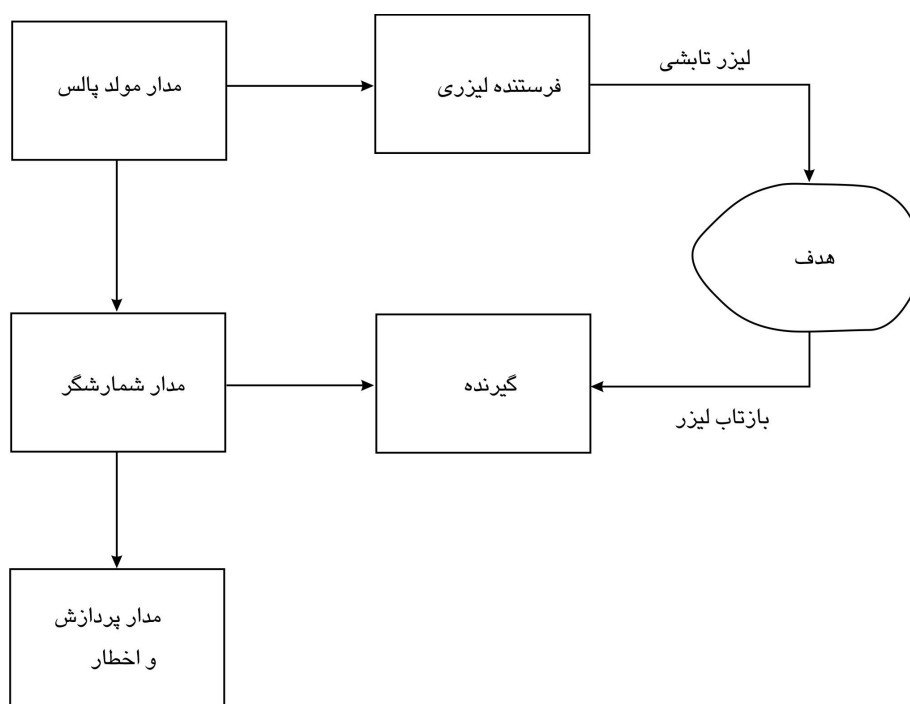 مدار مولد پالس
فرستنده لیزری
لیزر تابشی
هدف
مدار شمارشگر
گیرنده
بازتاب لیزر
مدار پردازش
و اخطار